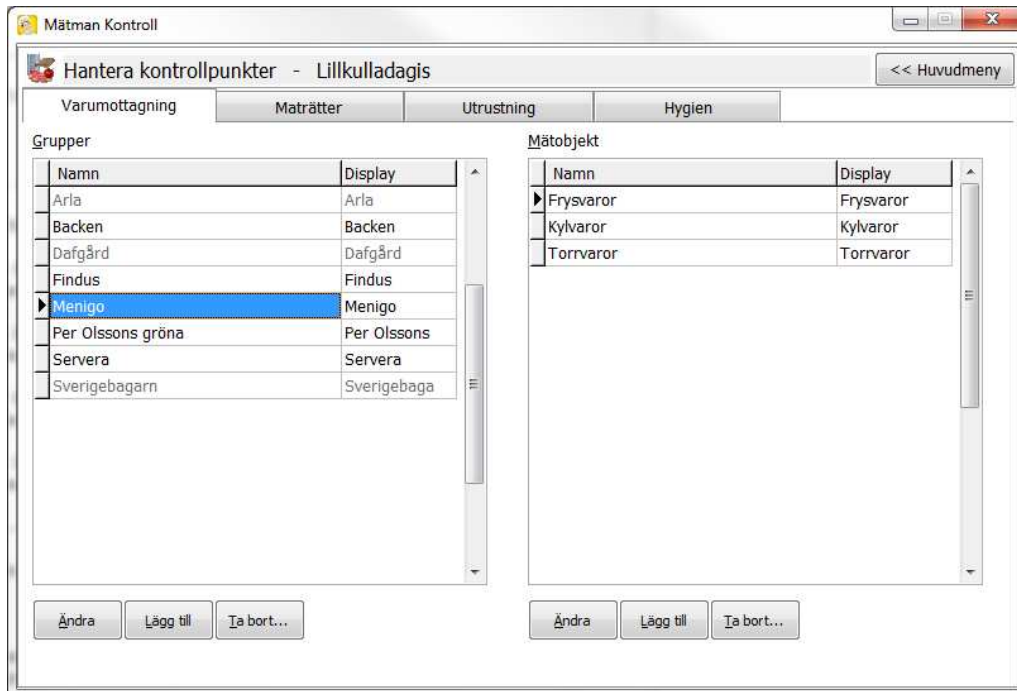 Mätman Kontroll
Hantera kontrollpunkter - Lillkulladagis
<< Huvudmeny
Varumottagning Maträtter Utrustning Hygien
Grupper
Namn Display
Arla Arla
Backen Backen
Dafgård Dafgård
Findus Findus
Menigo Menigo
Per Olssons gröna Per Olssons
Servera Servera
Sverigebagarn Sverigebaga
Ändra Lägg till Ta bort...
Mätobjekt
Namn Display
Frysvaror Frysvaror
Kylvaror Kylvaror
Torrvaror Torrvaror
Ändra Lägg till Ta bort...